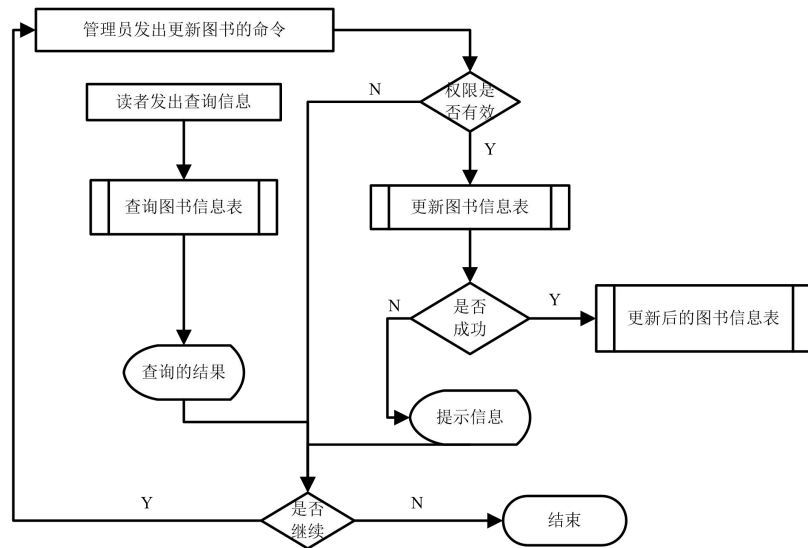 管理员发出更新图书的命令
读者发出查询信息
N
权限是
否有效
Y
查询图书信息表
更新图书信息表
N
是否
成功
Y
更新后的图书信息表
查询的结果
提示信息
Y
是否
继续
N
结束